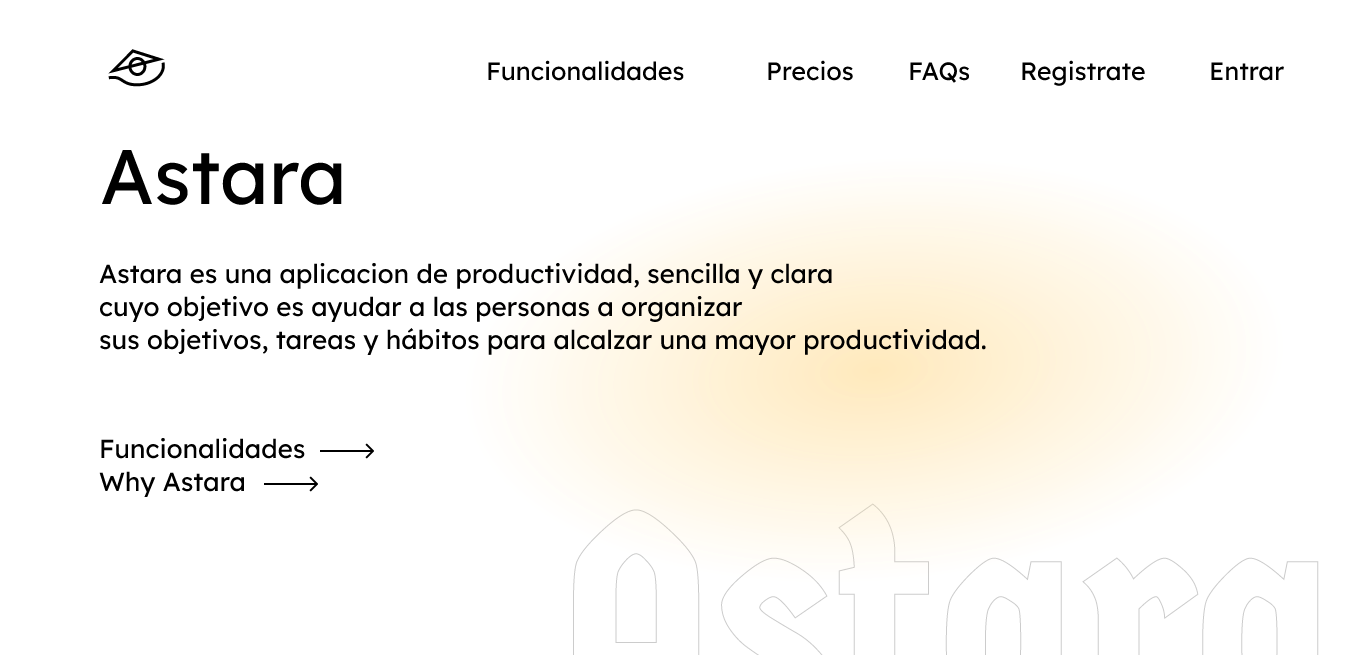 Funcionalidades Precios FAQs Registrate Entrar
Astara
Astara es una aplicacion de productividad, sencilla y clara
cuyo objetivo es ayudar a las personas a organizar
sus objetivos, tareas y hábitos para alcalzar una mayor productividad.
Funcionalidades
Why Astara
Astara